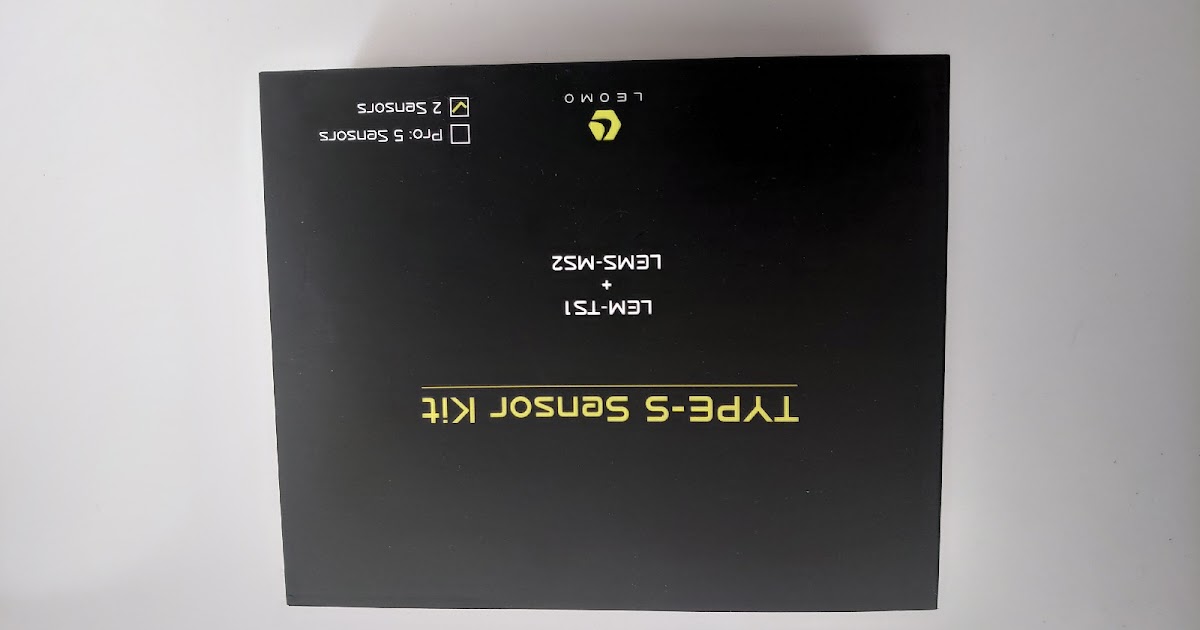 TYPE-S Sensor Kit
LEM-TS1
+
LEMS-MS2
LEOMO
Pro: 5 Sensors
2 Sensors